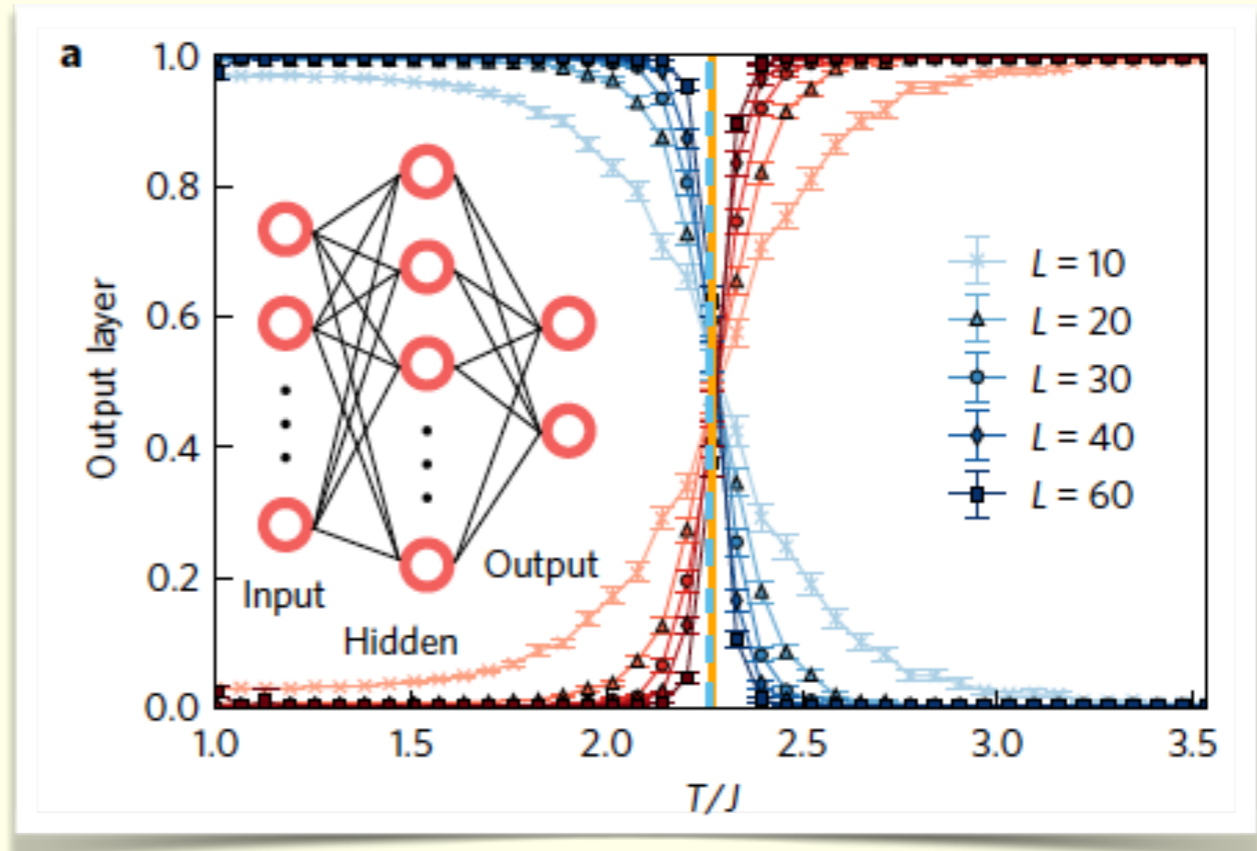 a
1.0
0.8
0.6
0.4
0.2
0.0
Output layer
Input
Hidden
Output
L = 10
L = 20
L = 30
L = 40
L = 60
1.0 1.5 2.0 2.5 3.0 3.5
T/J